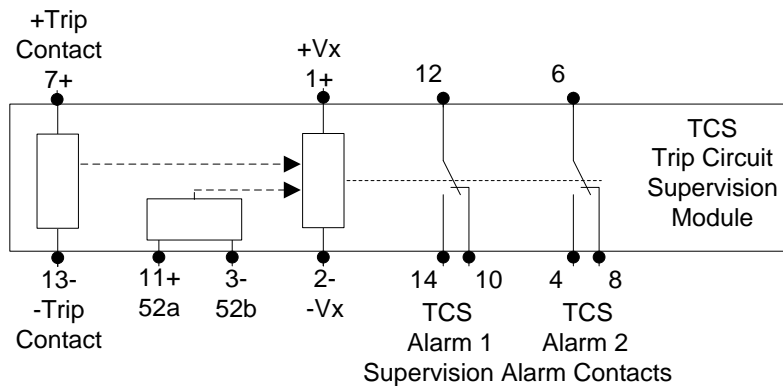 +Trip
Contact
7+
+Vx
1+
12
6
TCS
Trip Circuit
Supervision
Module
13-
-Trip
Contact
11+
52a
3-
52b
2-
-Vx
14
10
TCS
Alarm 1
4
8
TCS
Alarm 2
Supervision Alarm Contacts